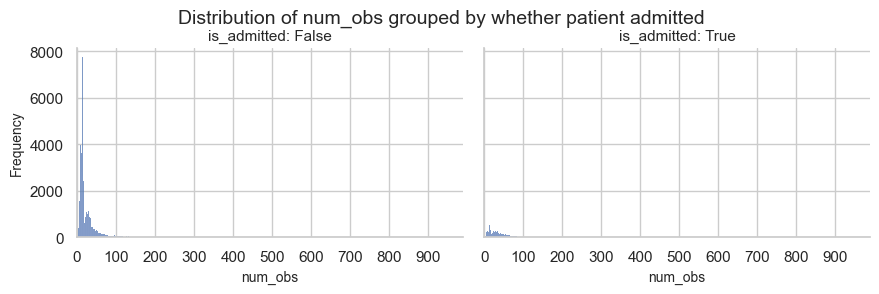 Distribution of num_obs grouped by whether patient admitted
is_admitted: False
is_admitted: True
8000
6000
4000
2000
0
Frequency
0 100 200 300 400 500 600 700 800 900
0 100 200 300 400 500 600 700 800 900
num_obs
num_obs